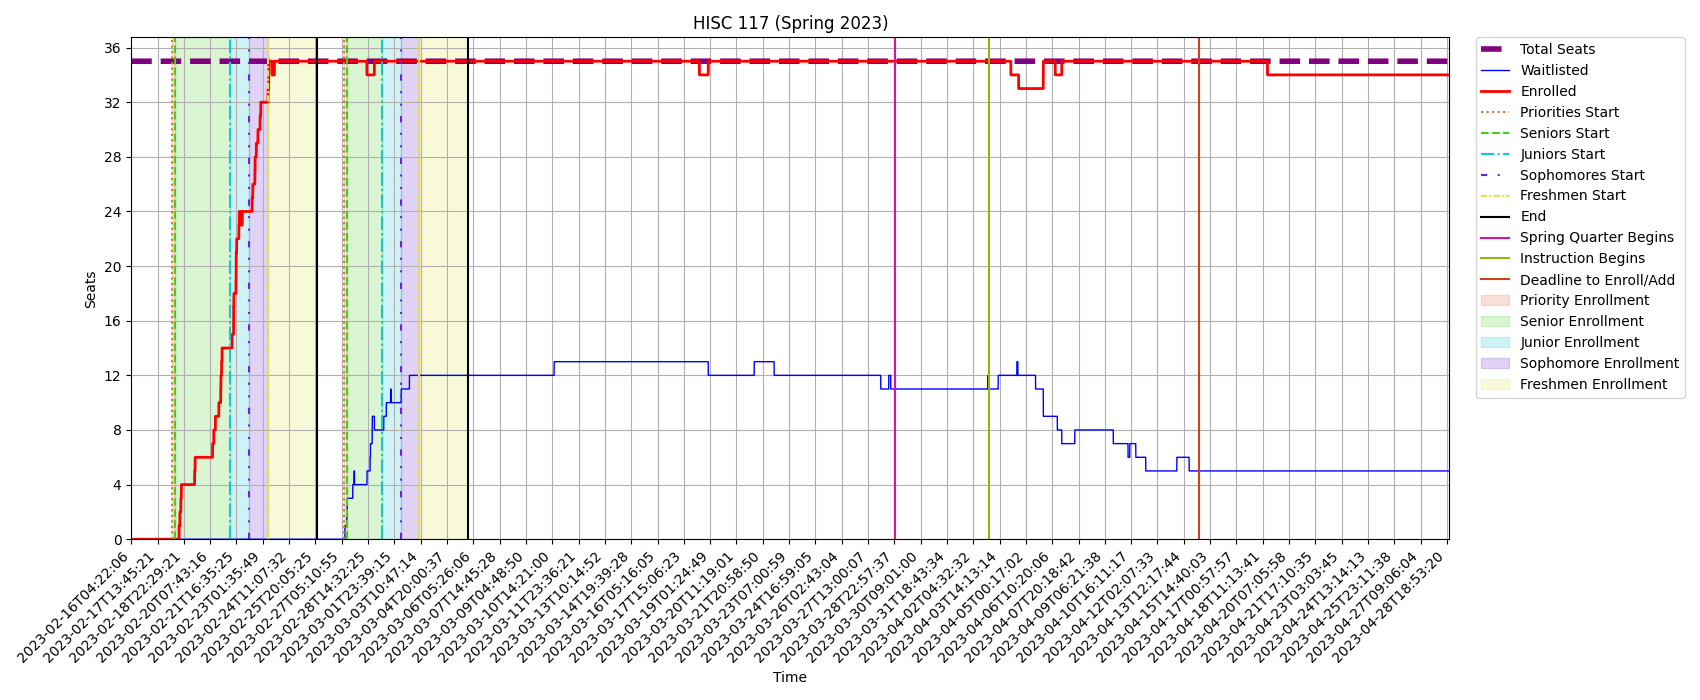 HISC 117 (Spring 2023)
Seats
36
32
28
24
20
16
12
8
4
0
Total Seats
Waitlisted
Enrolled
Priorities Start
Seniors Start
Juniors Start
Sophomores Start
Freshmen Start
End
Spring Quarter Begins
Instruction Begins
Deadline to Enroll/Add
Priority Enrollment
Senior Enrollment
Junior Enrollment
Sophomore Enrollment
Freshmen Enrollment
2023-02-16T04:22:06
2023-02-17T13:45:21
2023-02-18T22:29:21
2023-02-20T07:43:16
2023-02-21T16:35:25
2023-02-23T01:35:49
2023-02-24T11:07:32
2023-02-25T20:05:25
2023-02-27T05:10:55
2023-02-28T14:32:25
2023-03-01T23:39:15
2023-03-03T10:47:14
2023-03-04T20:00:37
2023-03-06T05:26:06
2023-03-07T14:45:28
2023-03-09T04:48:50
2023-03-10T14:21:00
2023-03-11T23:36:21
2023-03-13T10:14:52
2023-03-14T19:39:28
2023-03-16T05:16:05
2023-03-17T15:06:23
2023-03-19T01:24:49
2023-03-20T11:19:01
2023-03-21T20:58:50
2023-03-23T07:00:59
2023-03-24T16:59:05
2023-03-26T02:43:04
2023-03-27T13:00:07
2023-03-28T22:57:37
2023-03-30T09:01:00
2023-03-31T18:43:34
2023-04-02T04:32:32
2023-04-03T14:13:14
2023-04-05T00:17:02
2023-04-06T10:20:06
2023-04-07T20:18:42
2023-04-09T06:21:38
2023-04-10T16:11:17
2023-04-12T02:07:33
2023-04-13T12:17:44
2023-04-15T14:40:03
2023-04-17T00:57:57
2023-04-18T11:13:41
2023-04-20T07:05:58
2023-04-21T17:10:35
2023-04-23T03:03:45
2023-04-24T13:14:13
2023-04-25T23:11:38
2023-04-27T09:06:04
2023-04-28T18:53:20
Time